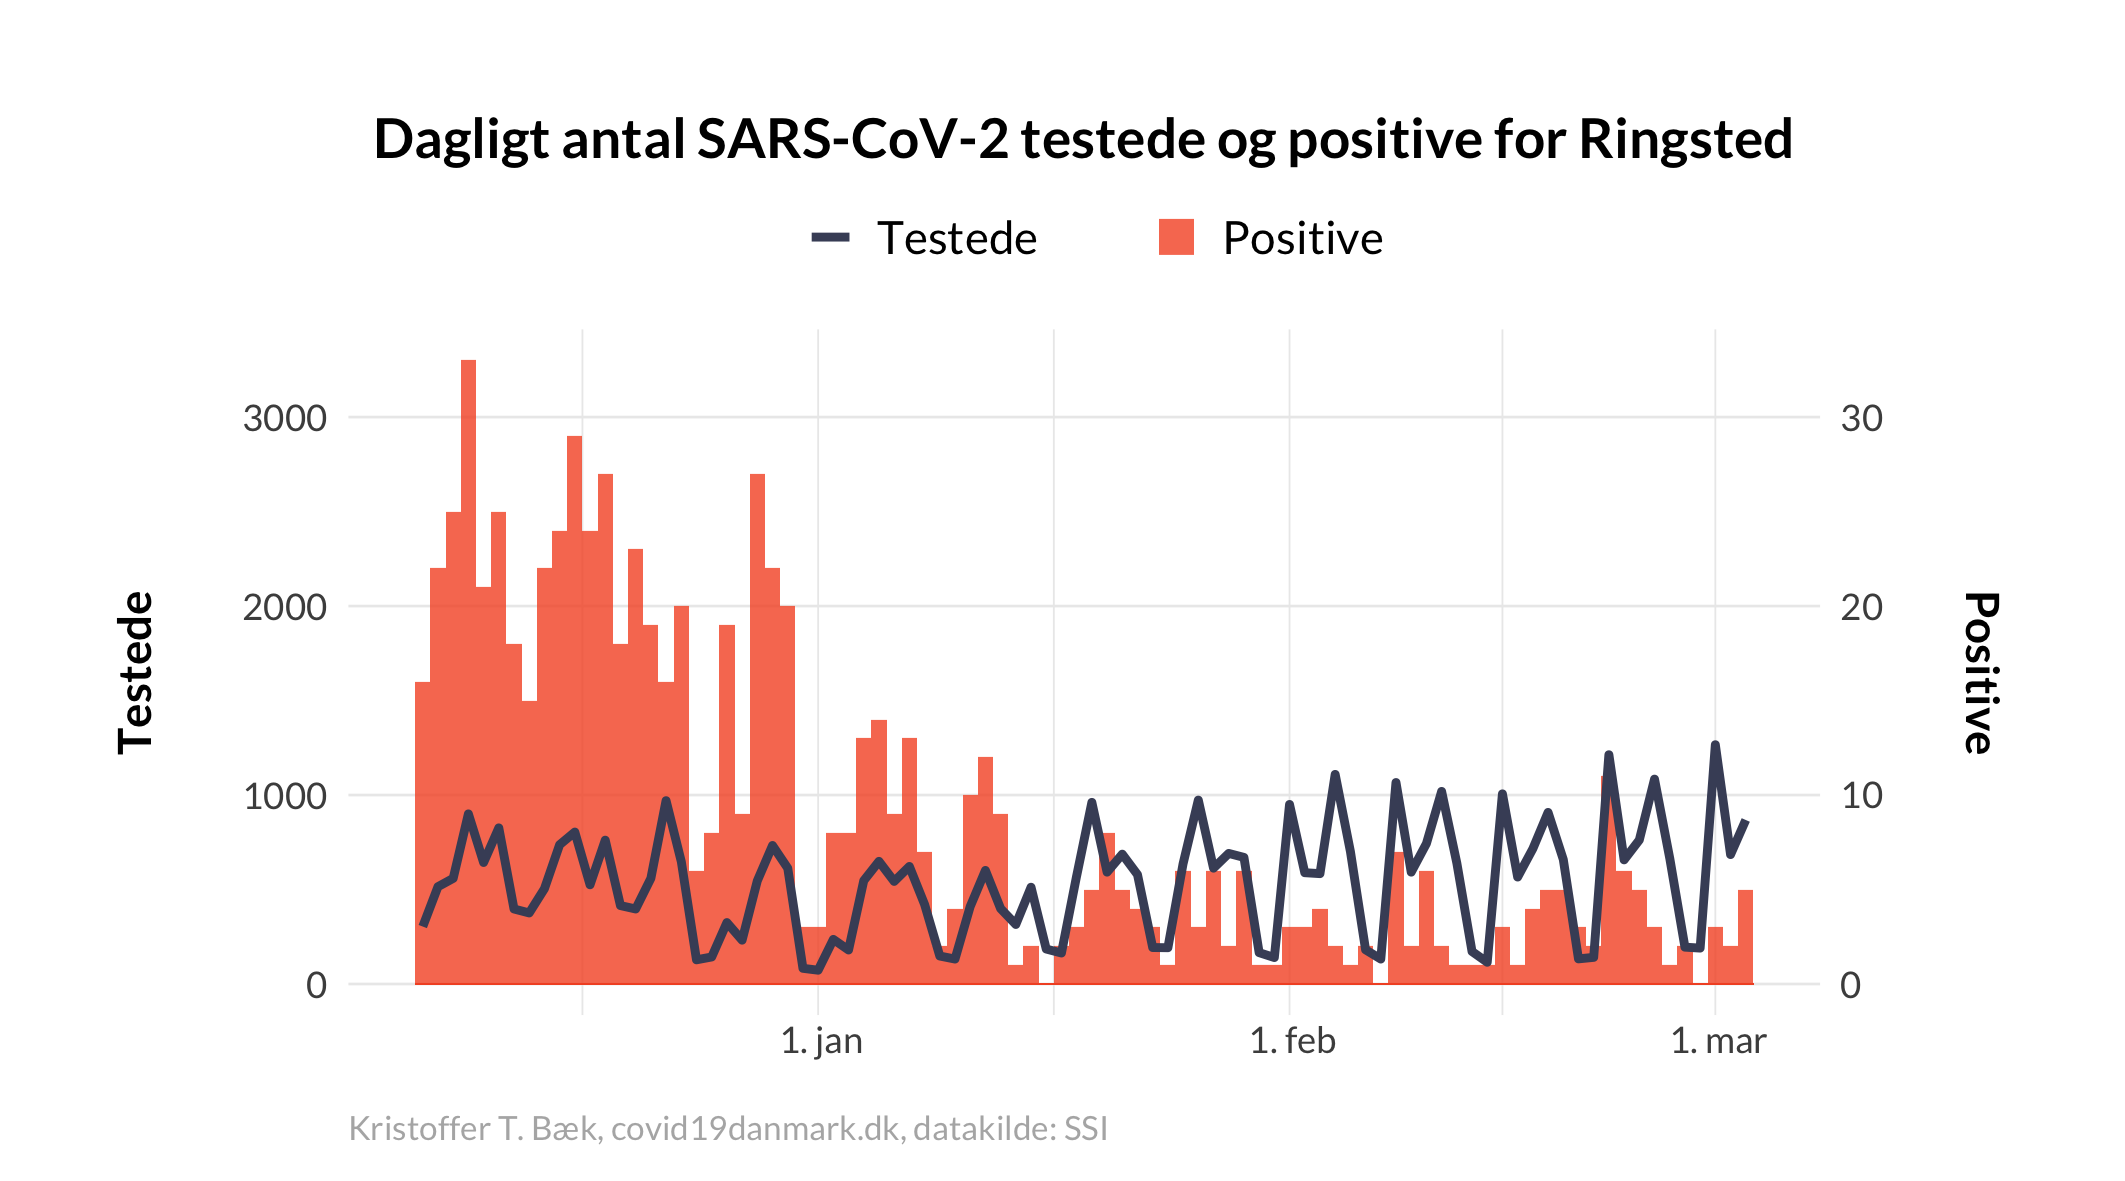 Dagligt antal SARS-CoV-2 testede og positive for Ringsted
Testede
Positive
3000
2000
1000
0
Testede
30
20
10
0
Positive
1. jan
1. feb
1. mar
Kristoffer T. Bæk, covid19danmark.dk, datakilde: SSI